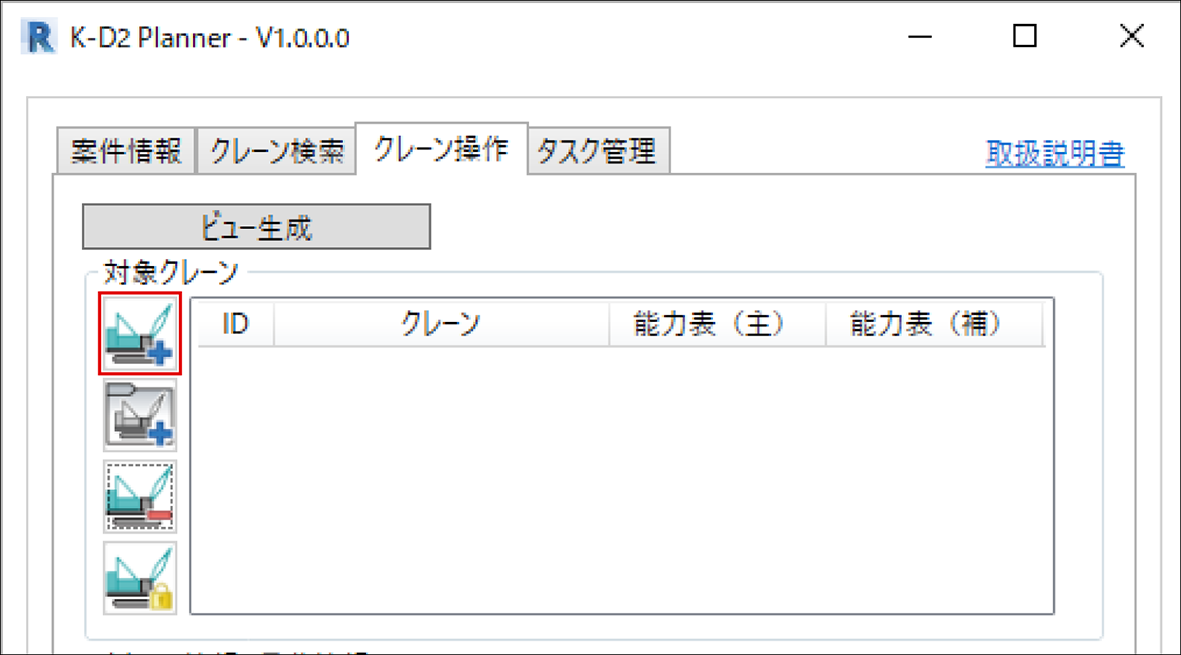 K-D2 Planner - V1.0.0.0
案件情報 クレーン検索 クレーン操作 タスク管理 取扱説明書
ビュー生成
対象クレーン
ID クレーン 能力表（主） 能力表（補）